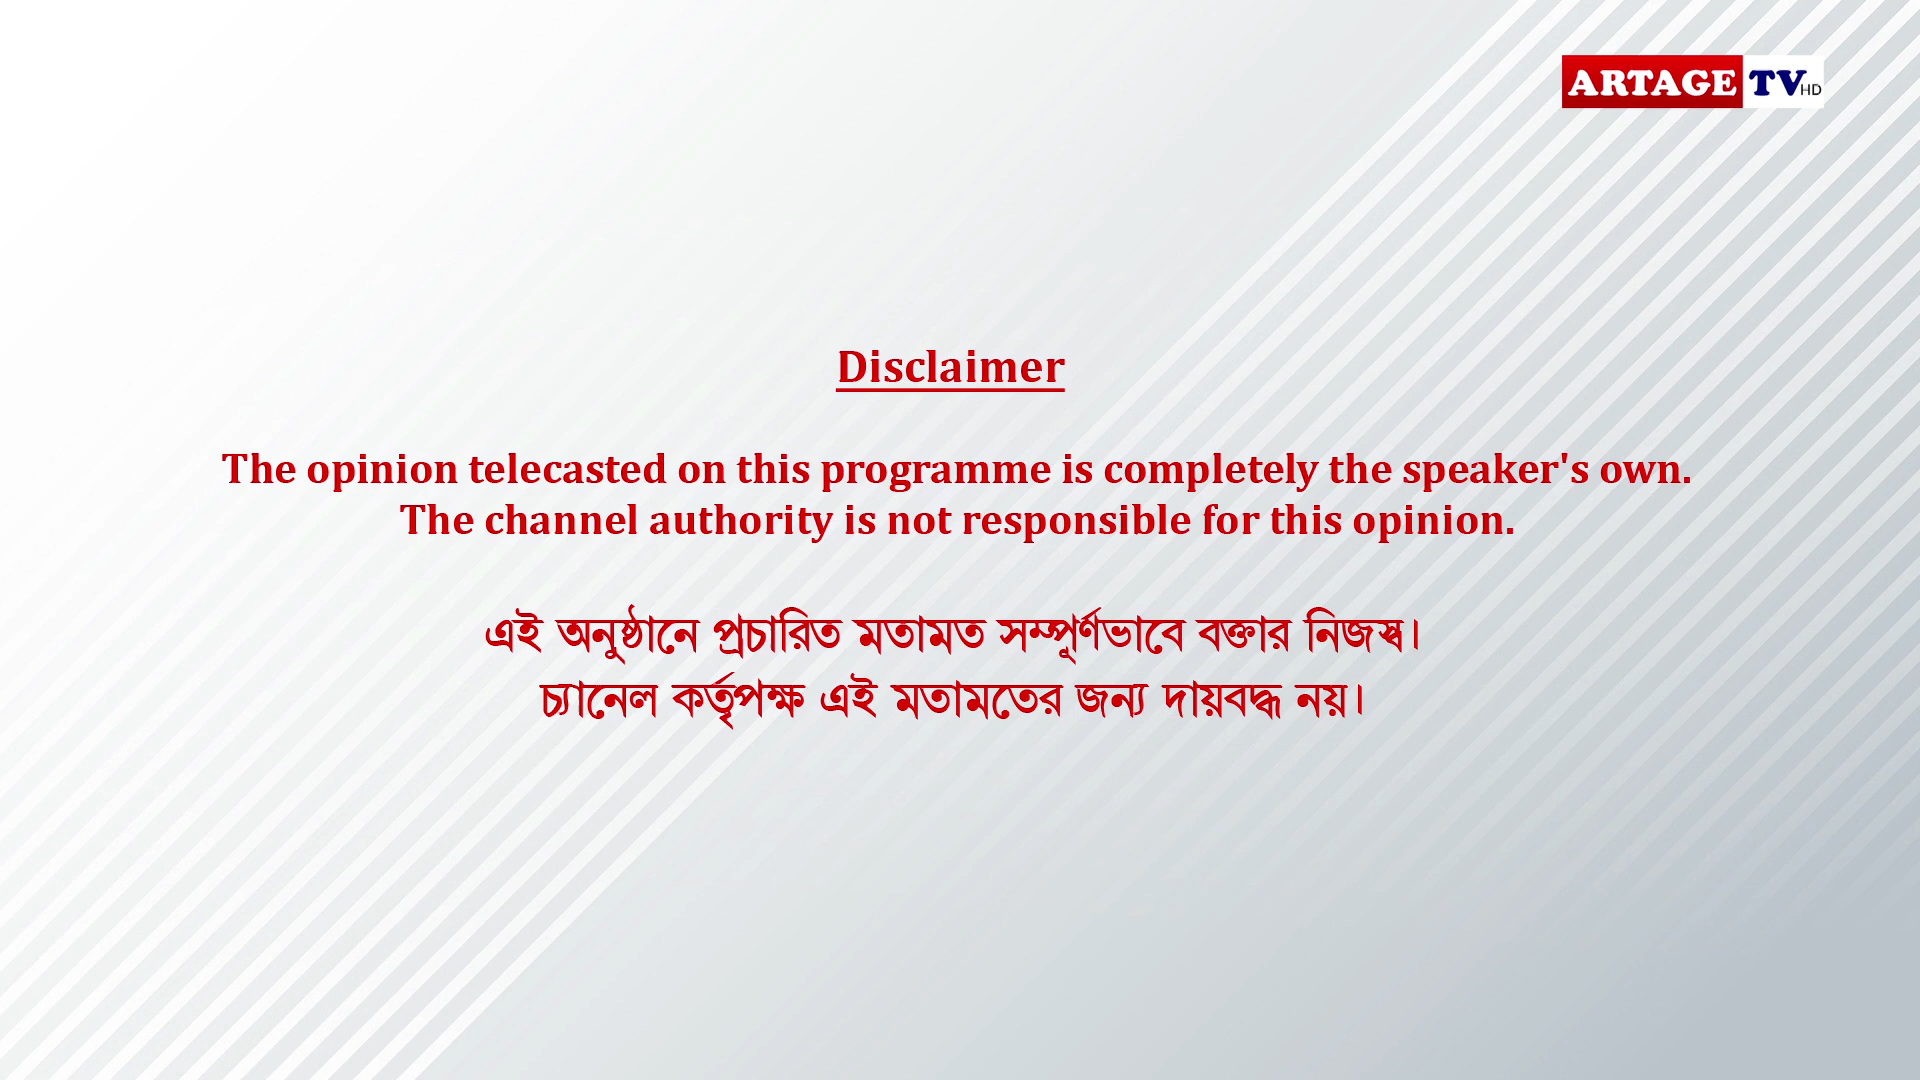 ARTAGE TV HD
Disclaimer
The opinion telecasted on this programme is completely the speaker's own.
The channel authority is not responsible for this opinion.
এই অনুষ্ঠানে প্রচারিত মতামত সম্পূর্ণভাবে বক্তার নিজস্ব।
চ্যানেল কর্তৃপক্ষ এই মতামতের জন্য দায়বদ্ধ নয়।